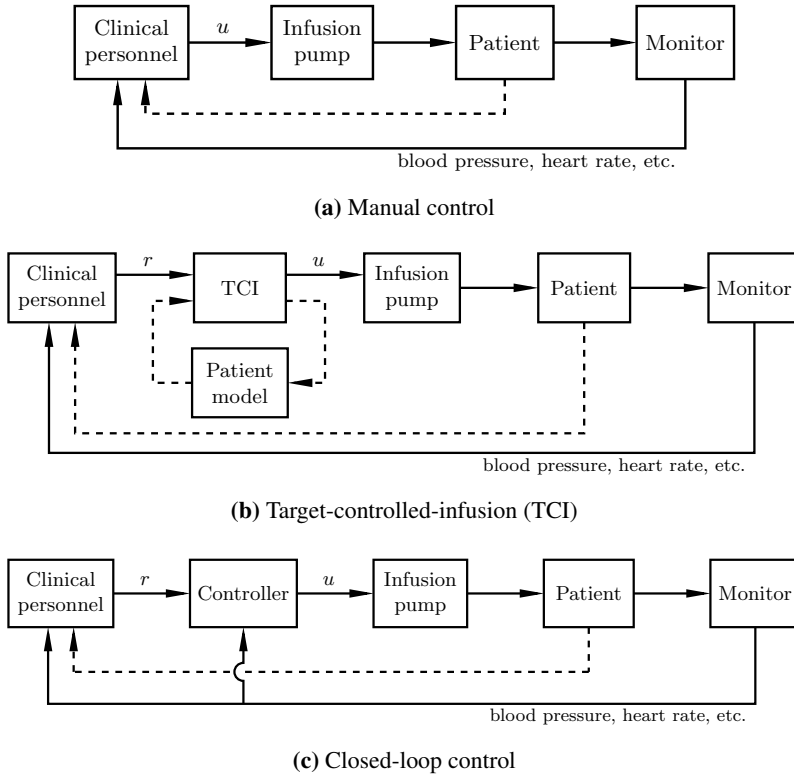 Clinical
personnel
u
Infusion
pump
Patient
Monitor
blood pressure, heart rate, etc.
(a) Manual control
Clinical
personnel
r
TCI
u
Infusion
pump
Patient
Monitor
Patient
model
blood pressure, heart rate, etc.
(b) Target-controlled-infusion (TCI)
Clinical
personnel
r
Controller
u
Infusion
pump
Patient
Monitor
blood pressure, heart rate, etc.
(c) Closed-loop control